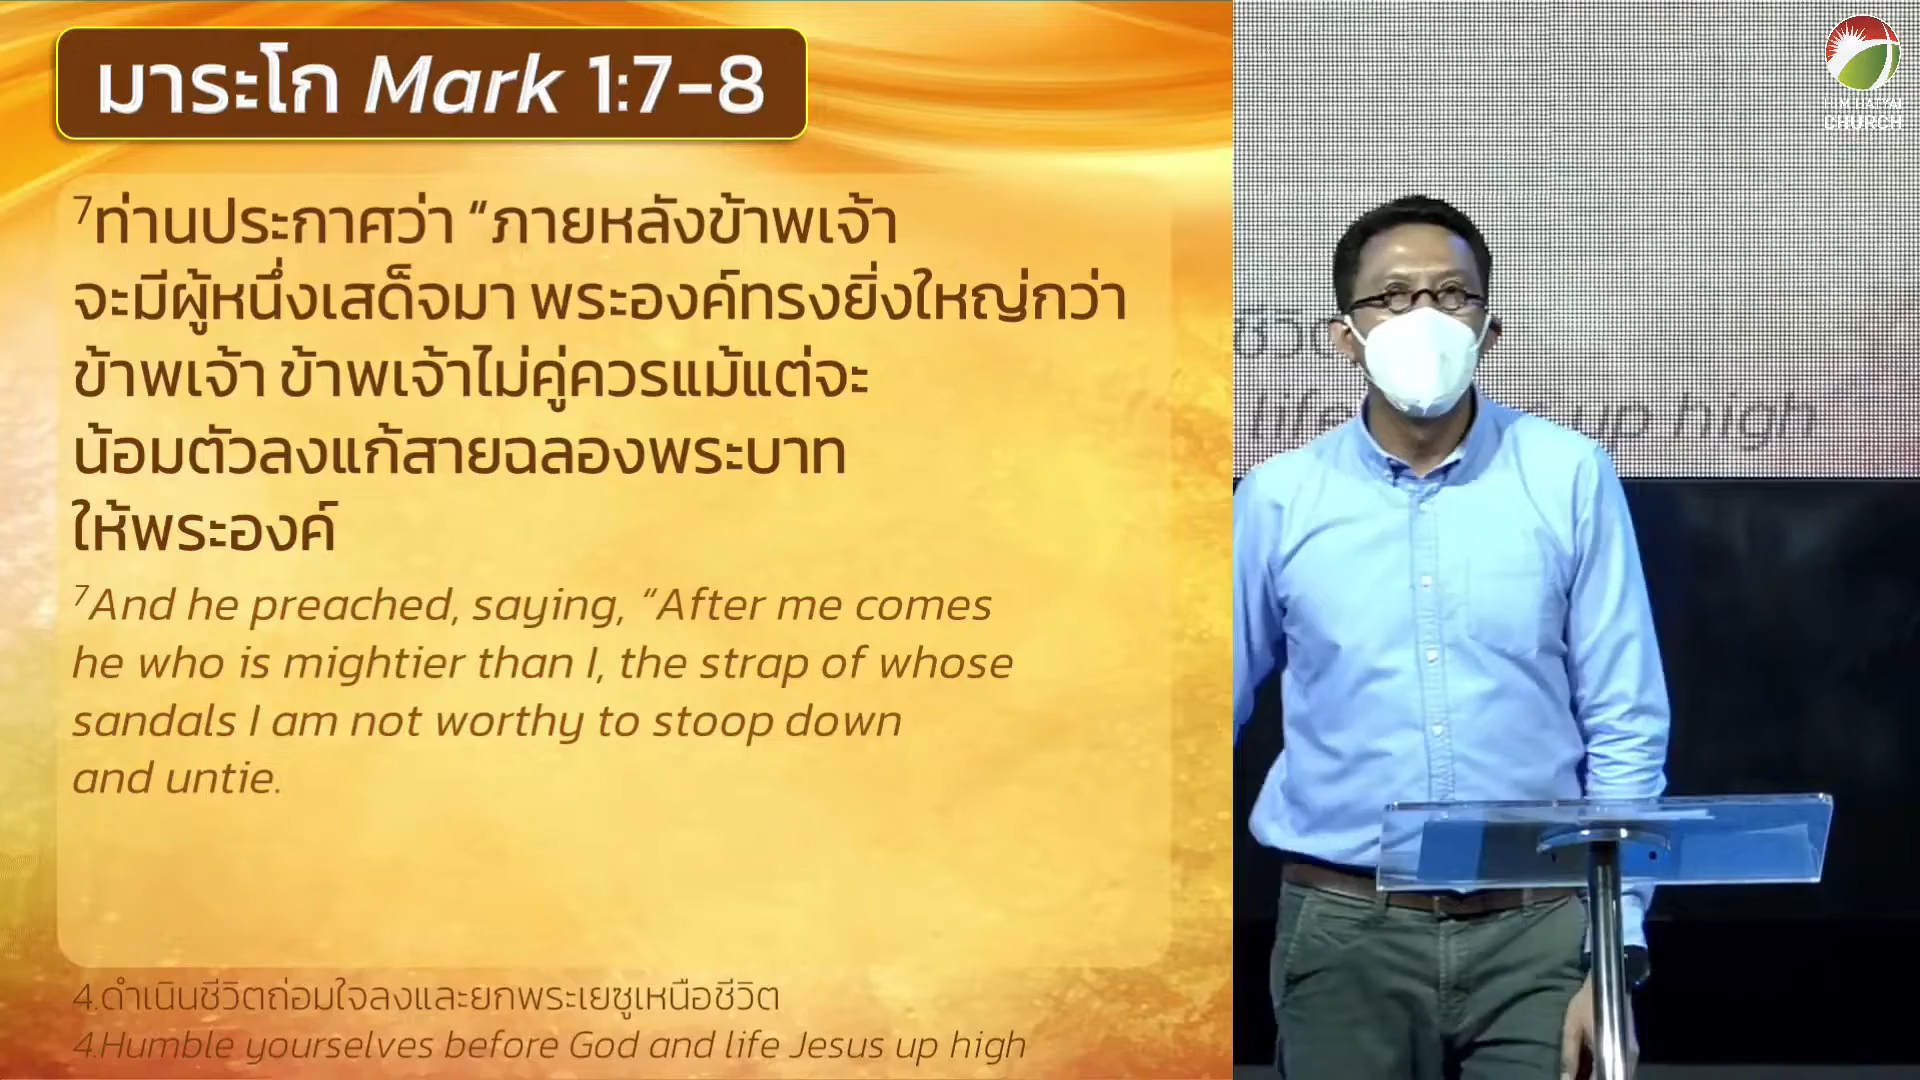 มาระโก Mark 1:7-8
⁷ท่านประกาศว่า “ภายหลังข้าพเจ้า
จะมีผู้หนึ่งเสด็จมา พระองค์ทรงยิ่งใหญ่กว่า
ข้าพเจ้า ข้าพเจ้าไม่คู่ควรแม้แต่จะ
น้อมตัวลงแก้สายฉลองพระบาท
ให้พระองค์
⁷And he preached, saying, “After me comes
he who is mightier than I, the strap of whose
sandals I am not worthy to stoop down
and untie.
4.ดำเนินชีวิตถ่อมใจลงและยกพระเยซูเหนือชีวิต
4.Humble yourselves before God and life Jesus up high
HIM HATYAI
CHURCH
life up high